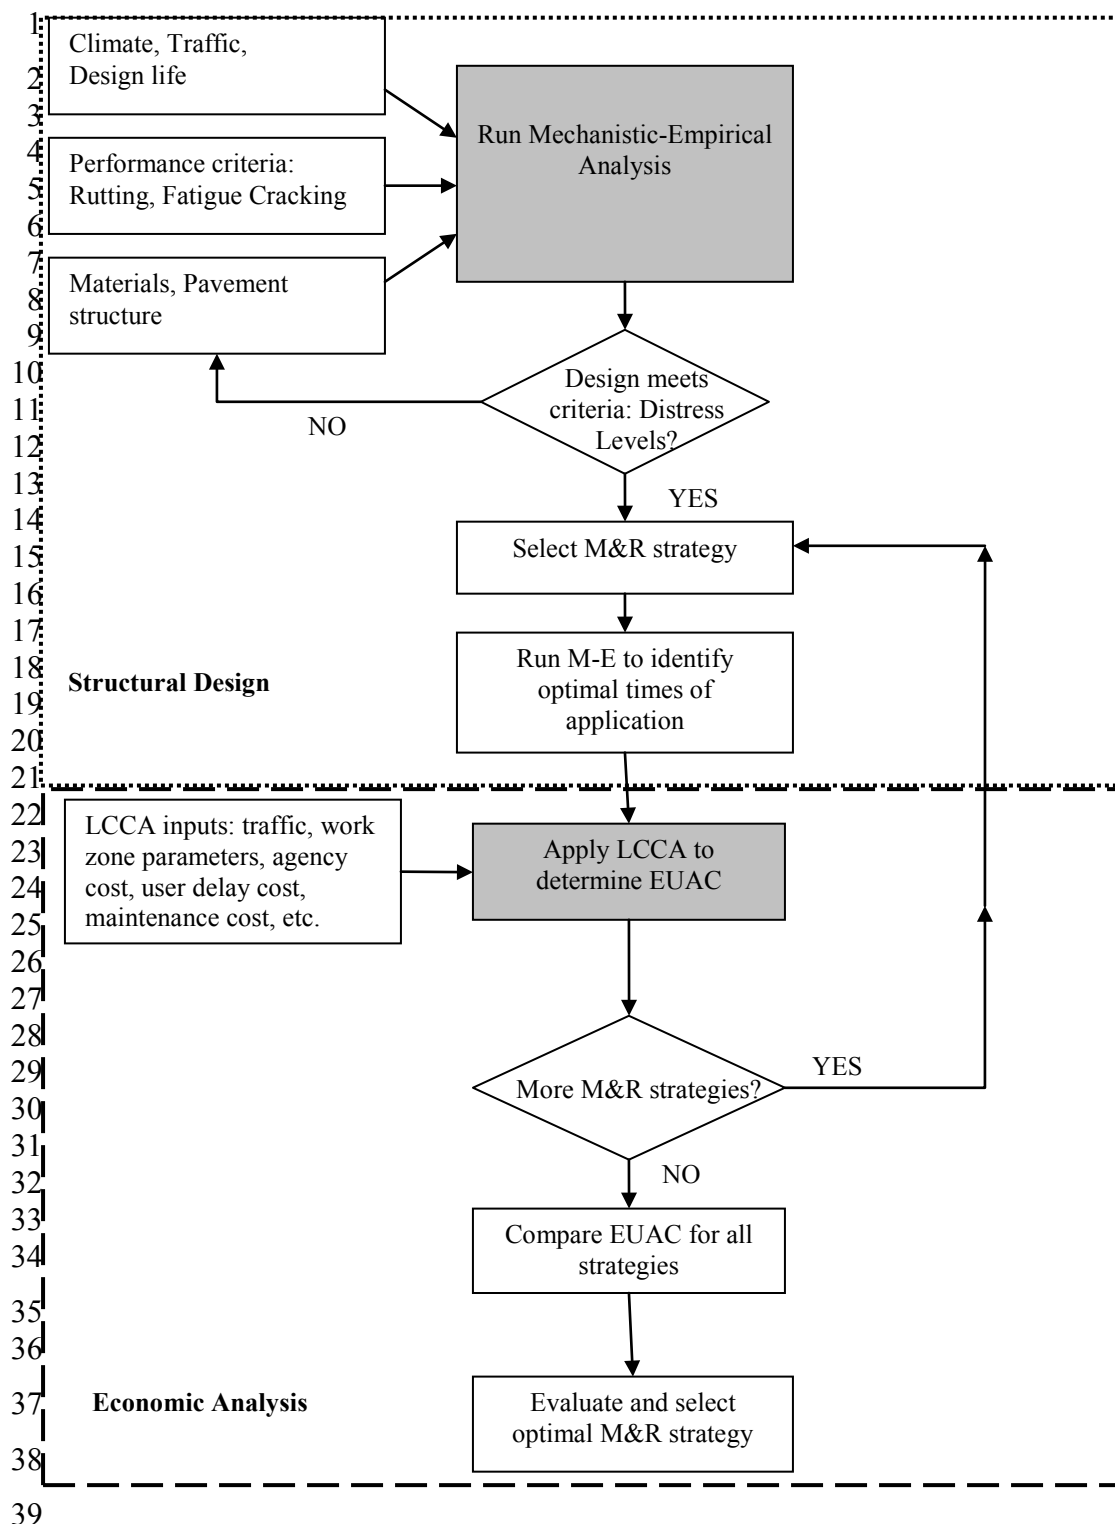 1
Climate, Traffic,
Design life
2
3
Run Mechanistic-Empirical
Analysis
4
Performance criteria:
Rutting, Fatigue Cracking
5
6
7
Materials, Pavement
structure
8
9
10
Design meets
criteria: Distress
Levels?
11
NO
12
13
YES
14
Select M&R strategy
15
16
17
Run M-E to identify
optimal times of
application
18
Structural Design
19
20
21
22
LCCA inputs: traffic, work
zone parameters, agency
cost, user delay cost,
maintenance cost, etc.
23
Apply LCCA to
determine EUAC
24
25
26
27
28
29
YES
More M&R strategies?
30
31
32
NO
33
Compare EUAC for all
strategies
34
35
36
37
Economic Analysis
Evaluate and select
optimal M&R strategy
38
39